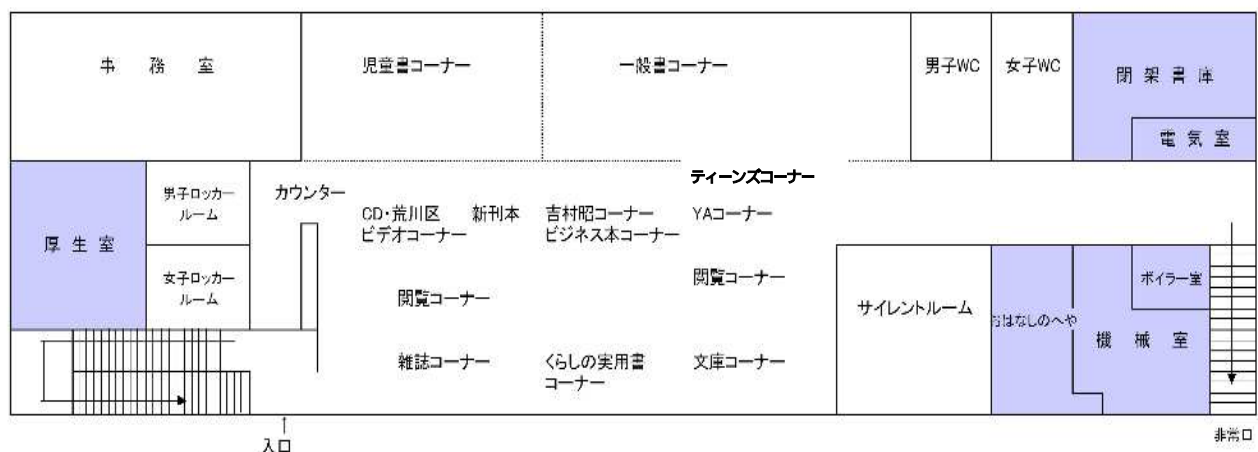 事務室
児童書コーナー
一般書コーナー
男子WC
女子WC
閉架書庫
電気室
ティーンズコーナー
男子ロッカー
ルーム
カウンター
CD・荒川区
ビデオコーナー
新刊本
吉村昭コーナー
ビジネス本コーナー
YAコーナー
厚生室
女子ロッカー
ルーム
閲覧コーナー
閲覧コーナー
サイレントルーム
おはなしのへや
ボイラー室
機械室
雑誌コーナー
くらしの実用書
コーナー
文庫コーナー
入口
非常口